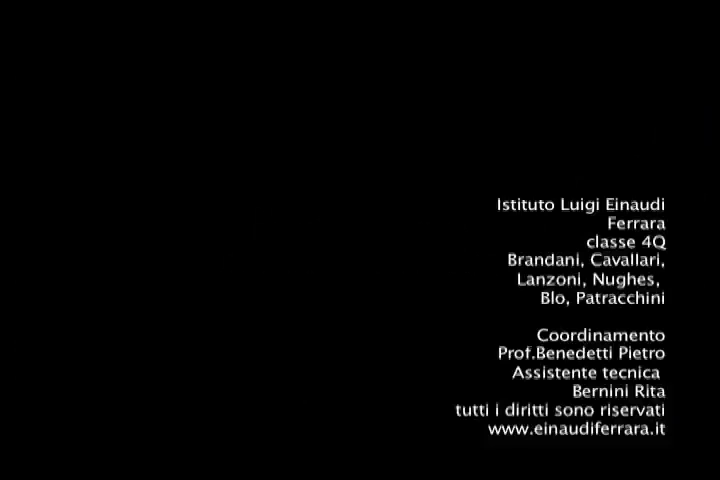 Istituto Luigi Einaudi
Ferrara
classe 4Q
Brandani, Cavallari,
Lanzoni, Nughes,
Blo, Patracchini
Coordinamento
Prof.Benedetti Pietro
Assistente tecnica
Bernini Rita
tutti i diritti sono riservati
www.einaudiferrara.it